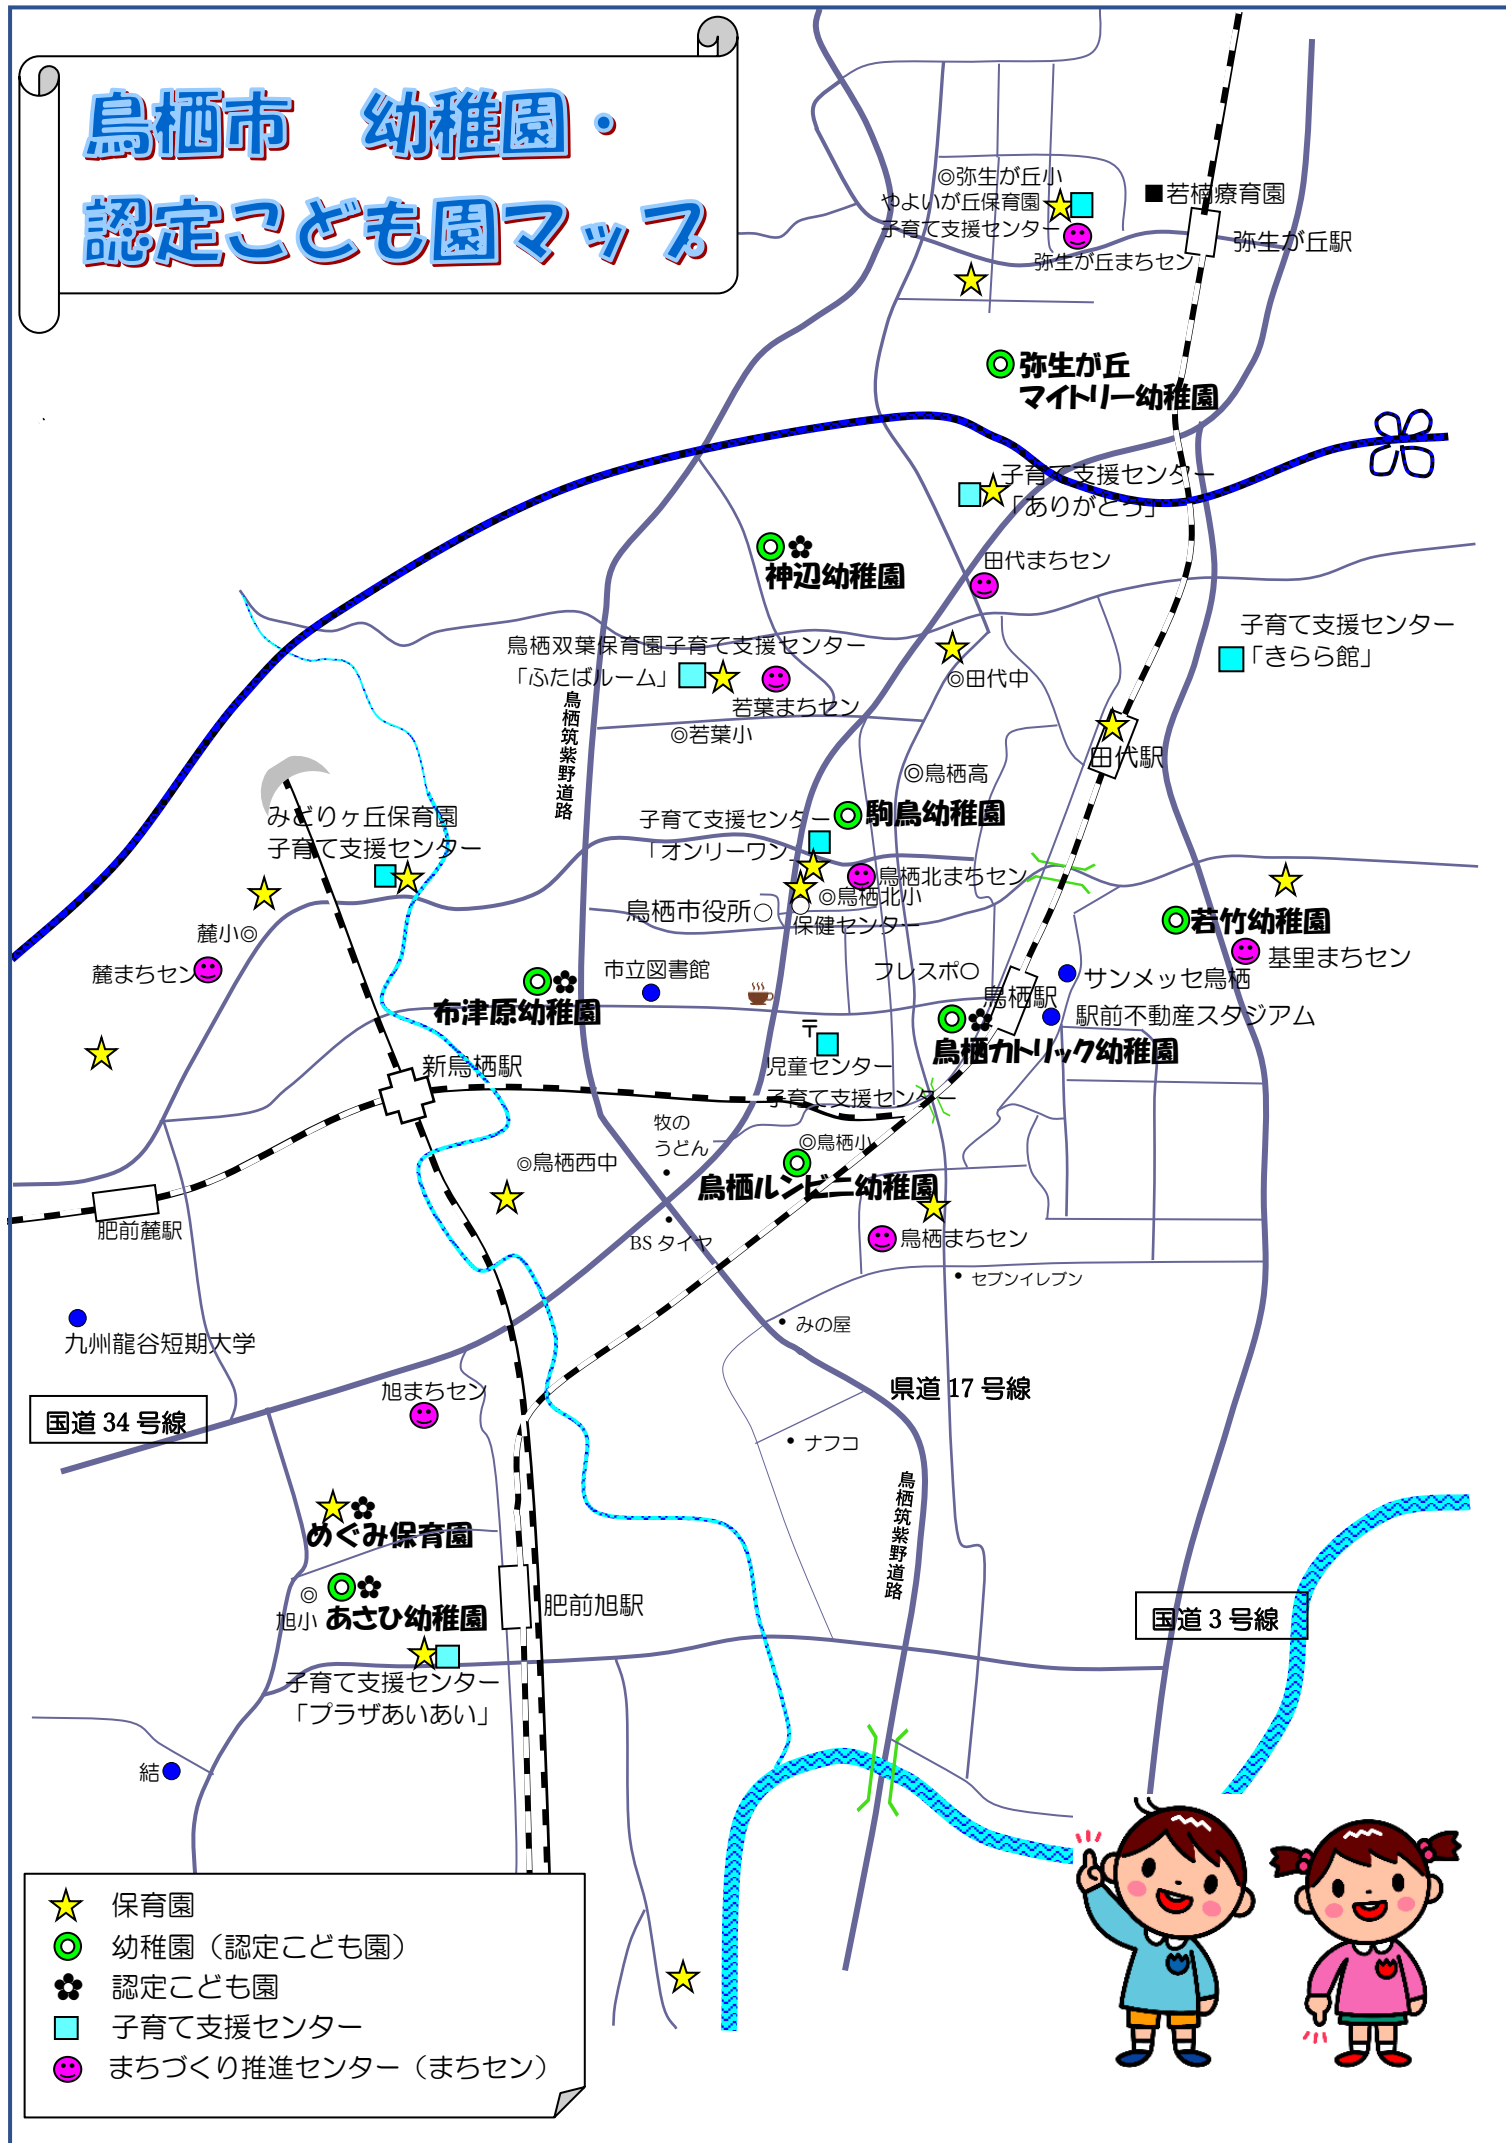 鳥栖市　幼稚園・
認定こども園マップ
◎弥生が丘小
やよいが丘保育園
子育て支援センター
弥生が丘まちセン
■若楠療育園
弥生が丘駅
弥生が丘
マイトリー幼稚園
子育て支援センター
「ありがとう」
神辺幼稚園
田代まちセン
子育て支援センター
「きらら館」
鳥栖双葉保育園子育て支援センター
「ふたばルーム」
若葉まちセン
◎若葉小
◎田代中
鳥栖筑紫野道路
田代駅
◎鳥栖高
みどりヶ丘保育園
子育て支援センター
子育て支援センター
「オンリーワン」
駒鳥幼稚園
鳥栖北まちセン
◎鳥栖北小
鳥栖市役所○
保健センター
若竹幼稚園
基里まちセン
麓小◎
麓まちセン
市立図書館
フレスポ○
サンメッセ鳥栖
鳥栖駅
駅前不動産スタジアム
布津原幼稚園
〒
鳥栖カトリック幼稚園
児童センター
子育て支援センター
新鳥栖駅
牧の
うどん
◎鳥栖小
◎鳥栖西中
鳥栖ルンビニ幼稚園
肥前麓駅
BS タイヤ
鳥栖まちセン
セブンイレブン
みの屋
九州龍谷短期大学
旭まちセン
県道 17 号線
国道 34 号線
ナフコ
鳥栖筑紫野道路
めぐみ保育園
◎
旭小
あさひ幼稚園
肥前旭駅
国道 3 号線
子育て支援センター
「プラザあいあい」
結
保育園
幼稚園（認定こども園）
認定こども園
子育て支援センター
まちづくり推進センター（まちセン）